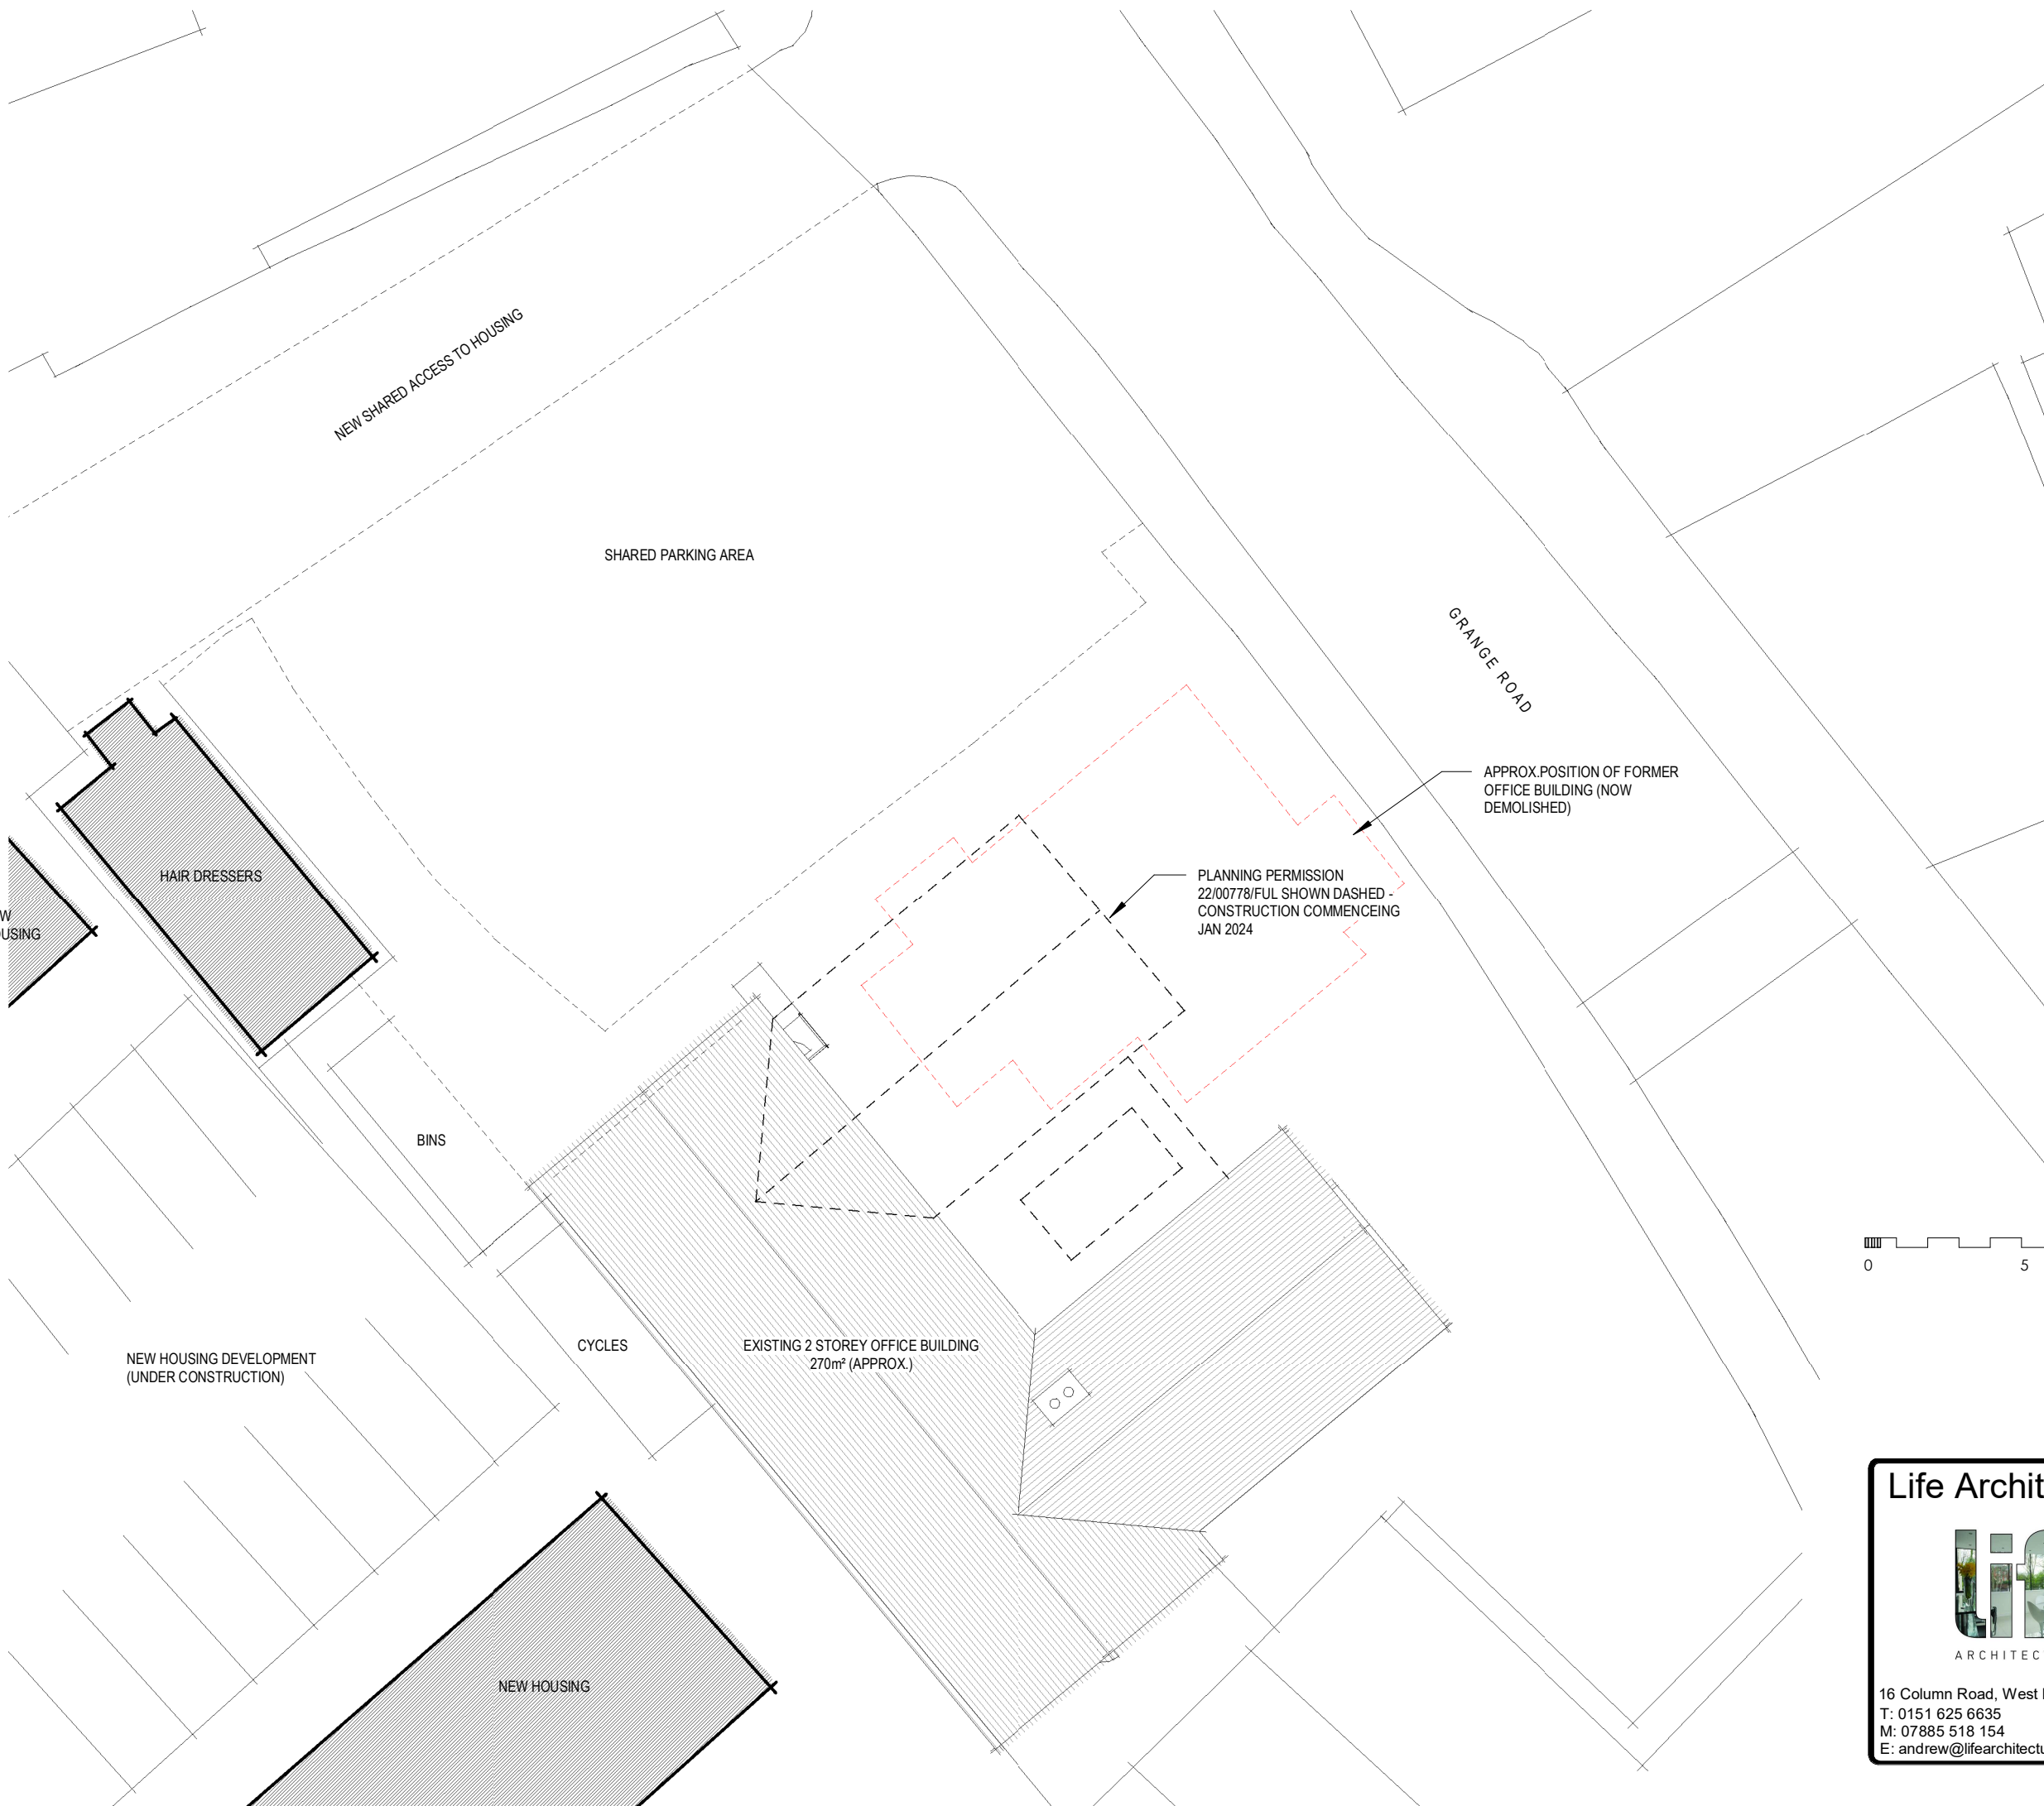 NEW SHARED ACCESS TO HOUSING
SHARED PARKING AREA
GRANGE ROAD
APPROX.POSITION OF FORMER
OFFICE BUILDING (NOW
DEMOLISHED)
PLANNING PERMISSION
22/00778/FUL SHOWN DASHED -
CONSTRUCTION COMMENCEING
JAN 2024
HAIR DRESSERS
W
OUSING
BINS
0 5
CYCLES
EXISTING 2 STOREY OFFICE BUILDING
270m² (APPROX.)
NEW HOUSING DEVELOPMENT
(UNDER CONSTRUCTION)
NEW HOUSING
Life Archit
lif
ARCHITEC
16 Column Road, West
T: 0151 625 6635
M: 07885 518 154
E: andrew@lifearchitectu